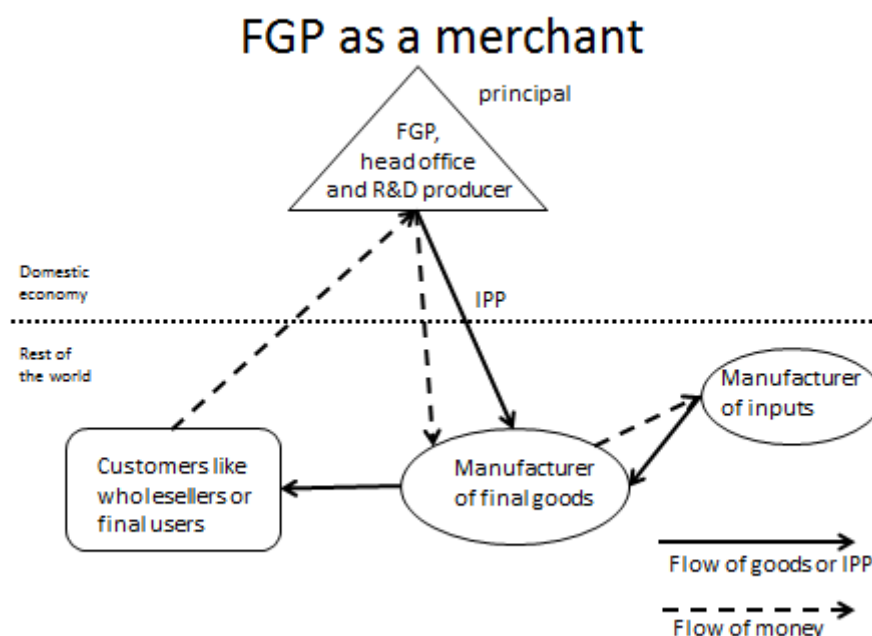 FGP as a merchant
principal
FGP,
head office
and R&D producer
Domestic
economy
IPP
Rest of
the world
Manufacturer
of inputs
Customers like
wholesellers or
final users
Manufacturer
of final goods
Flow of goods or IPP
Flow of money